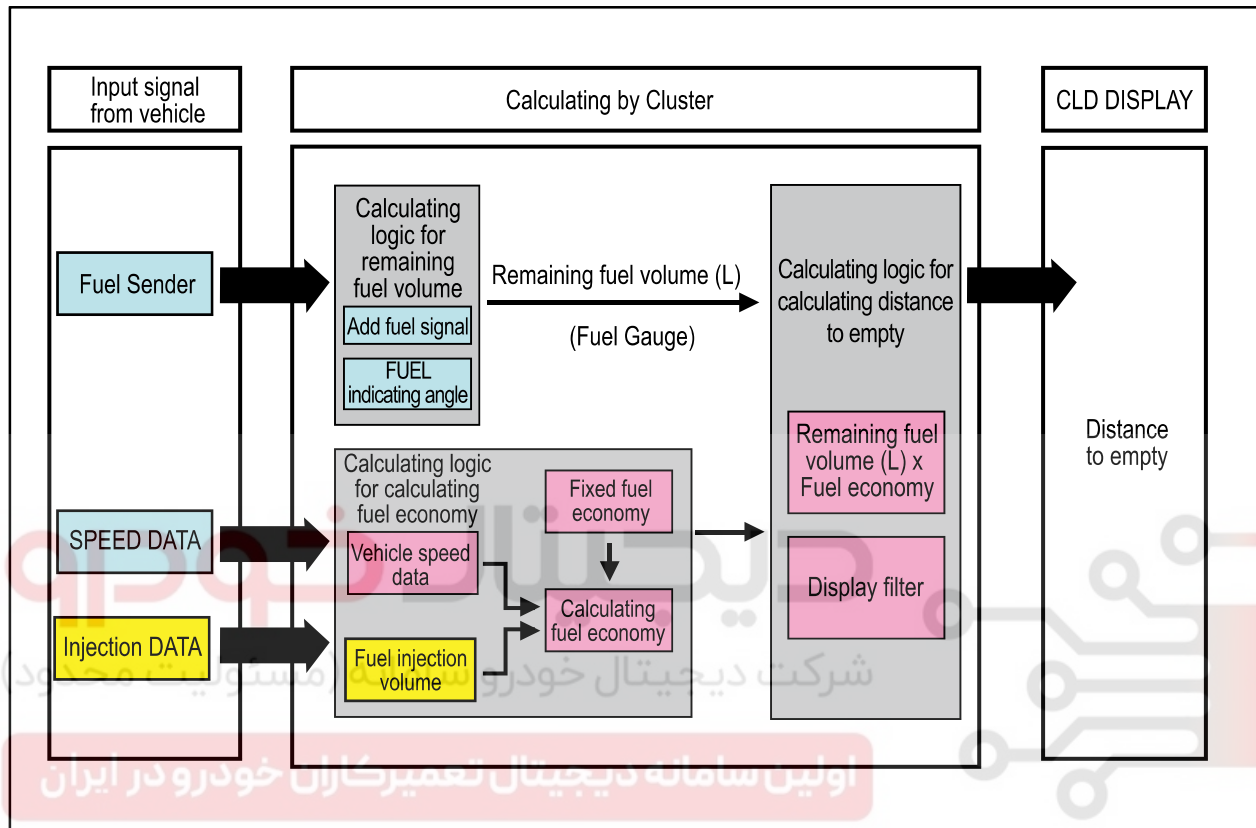 Input signal
from vehicle
Calculating by Cluster
CLD DISPLAY
Fuel Sender
SPEED DATA
Injection DATA
Calculating
logic for
remaining
fuel volume
Add fuel signal
FUEL
indicating angle
Remaining fuel volume (L)
(Fuel Gauge)
Calculating logic
for calculating
fuel economy
Vehicle speed
data
Fuel injection
volume
Fixed fuel
economy
Calculating
fuel economy
Calculating logic for
calculating distance
to empty
Remaining fuel
volume (L) x
Fuel economy
Display filter
Distance
to empty
دیجیتال خودرو
شرکت دیجیتال خودرو سامانه (مسئولیت محدود)
اولین سامانه دیجیتال تعمیرکاران خودرو در ایران